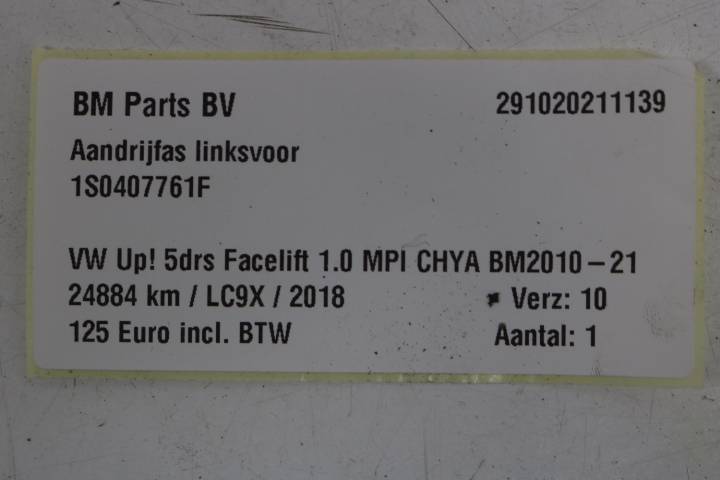 BM Parts BV 291020211139
Aandrijfas linksvoor
1S0407761F
VW Up! 5drs Facelift 1.0 MPI CHYA BM2010-21
24884 km / LC9X / 2018 Verz: 10
125 Euro incl. BTW Aantal: 1